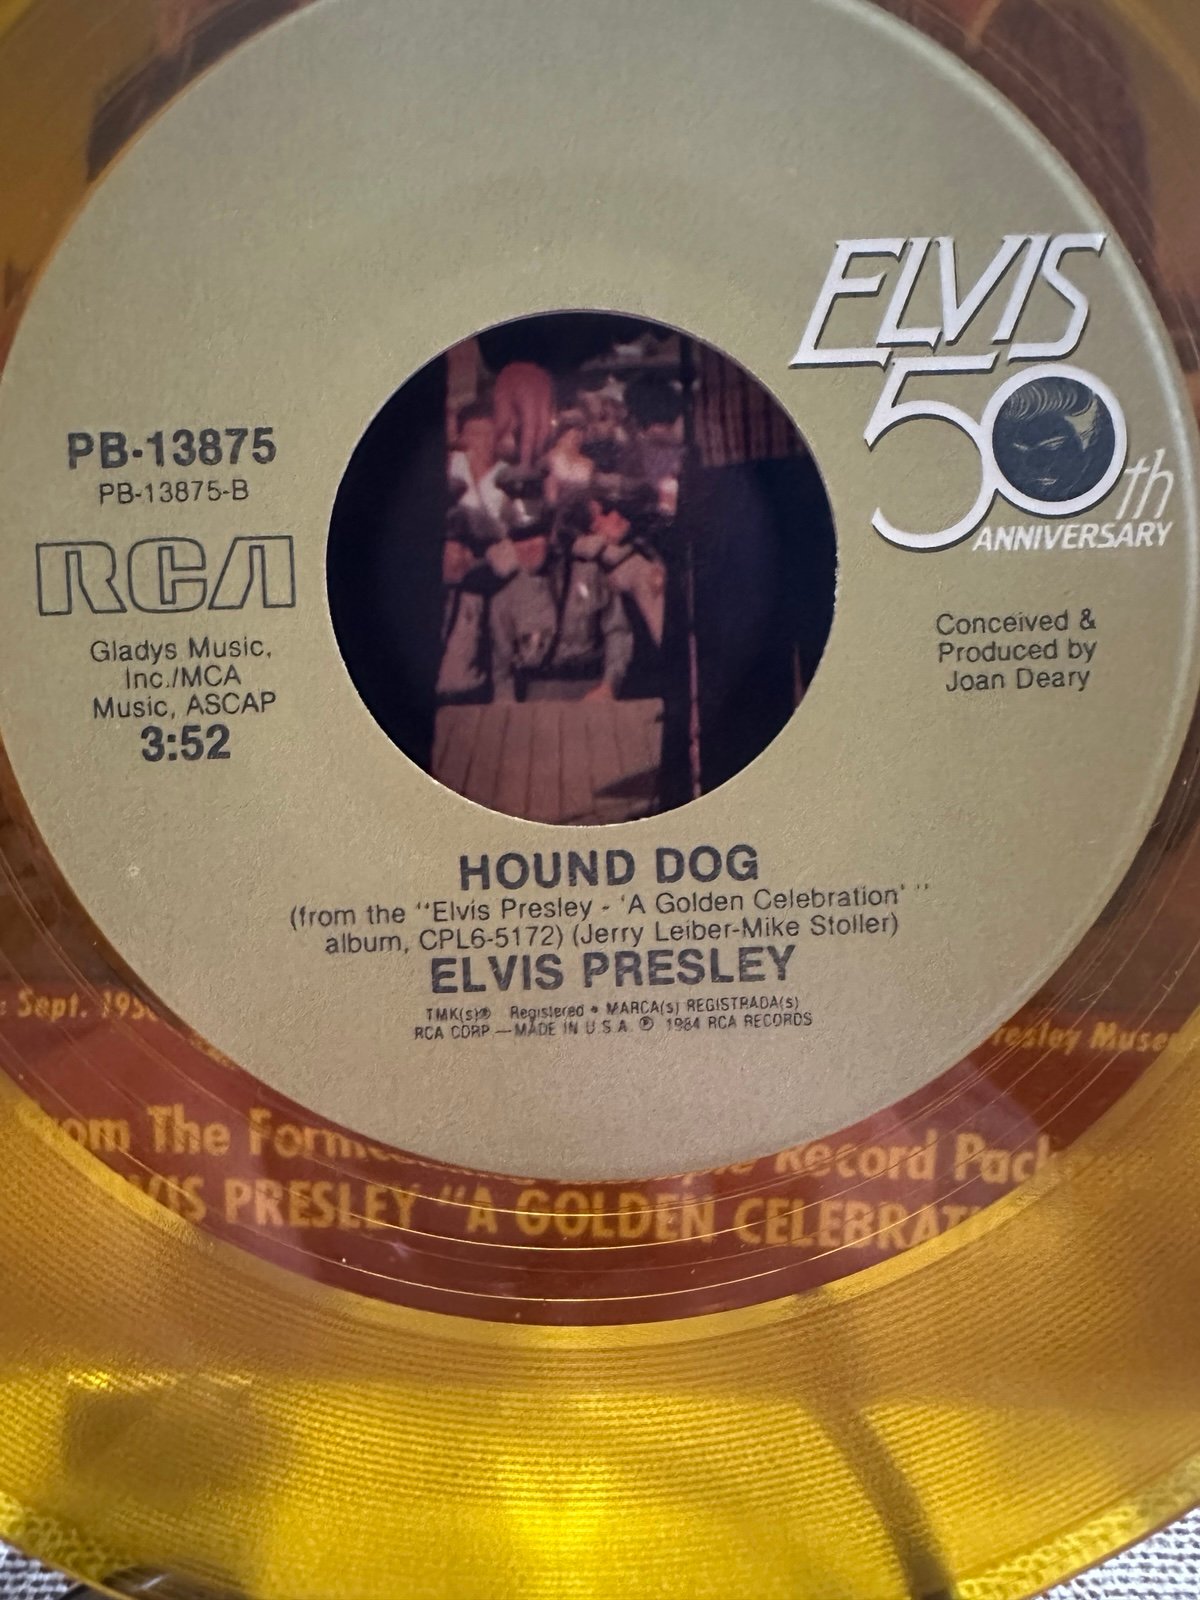 ELVIS
50th
ANNIVERSARY
PB-13875
PB-13875-B
RCA
Gladys Music,
Inc./MCA
Music, ASCAP
3:52
Conceived &
Produced by
Joan Deary
HOUND DOG
(from the "Elvis Presley - 'A Golden Celebration' "
album, CPL6-5172) (Jerry Leiber-Mike Stoller)
ELVIS PRESLEY
TMK(s)® Registered • MARCA(s) REGISTRADA(s)
RCA CORP.—MADE IN U.S.A. ℗ 1984 RCA RECORDS
Sept.
The
Record
PRESLEY "A GOLDEN